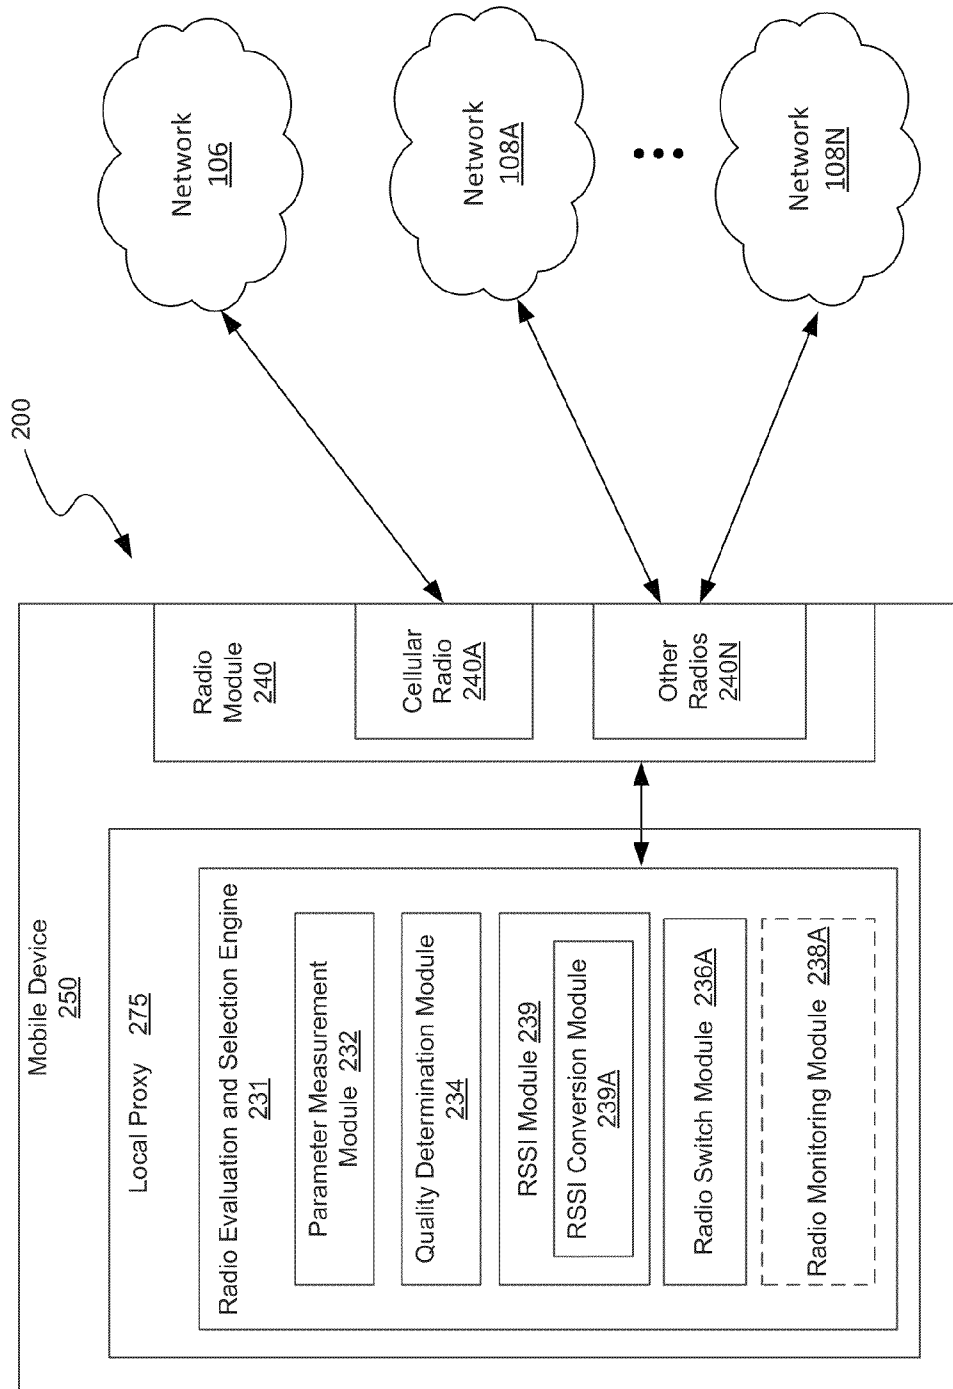 Mobile Device
250
Local Proxy 275
Radio Evaluation and Selection Engine
231
Parameter Measurement
Module 232
Quality Determination Module
234
RSSI Module 239
RSSI Conversion Module
239A
Radio Switch Module 236A
Radio Monitoring Module 238A
Radio
Module
240
Cellular
Radio
240A
Other
Radios
240N
200
Network
106
Network
108A
Network
108N